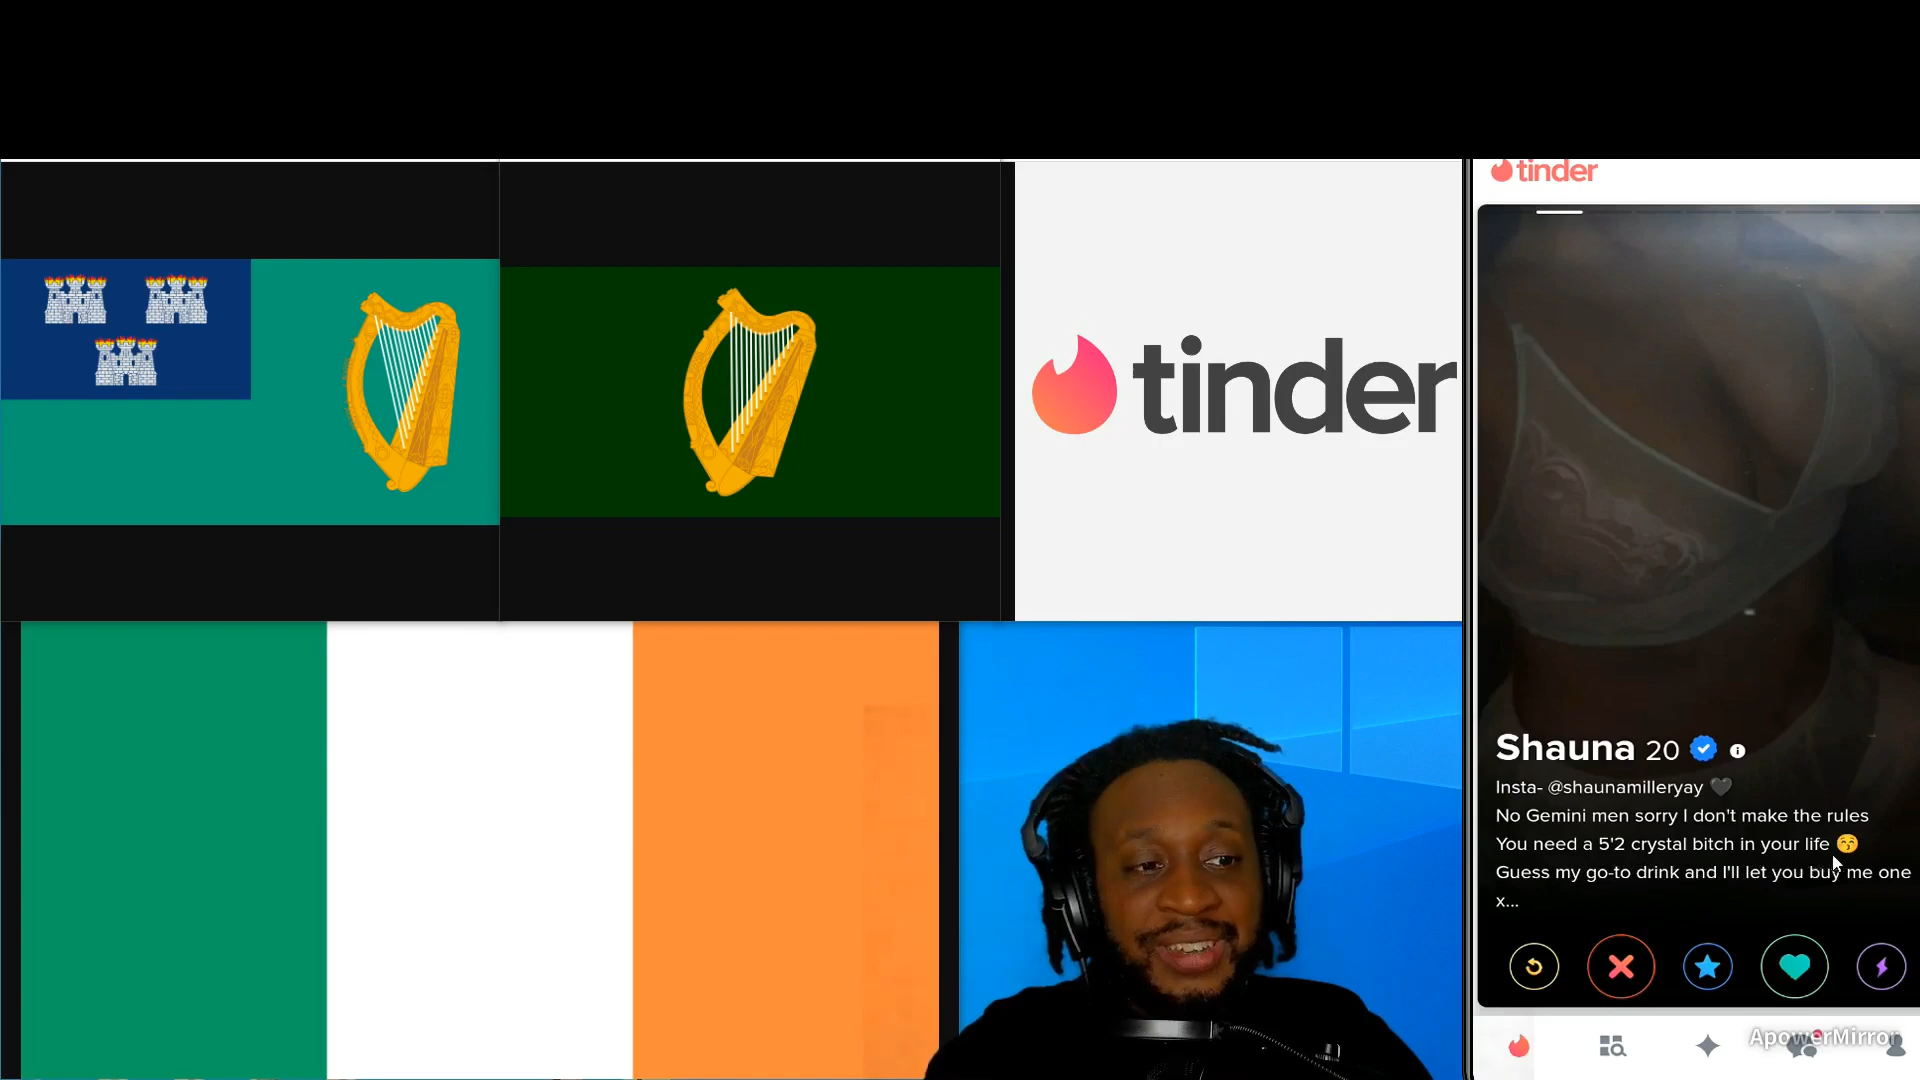 tinder
tinder
Shauna 20
Insta- @shaunamilleryay 🖤
No Gemini men sorry I don't make the rules
You need a 5'2 crystal bitch in your life 😚
Guess my go-to drink and I'll let you buy me one
x...
ApowerMirror